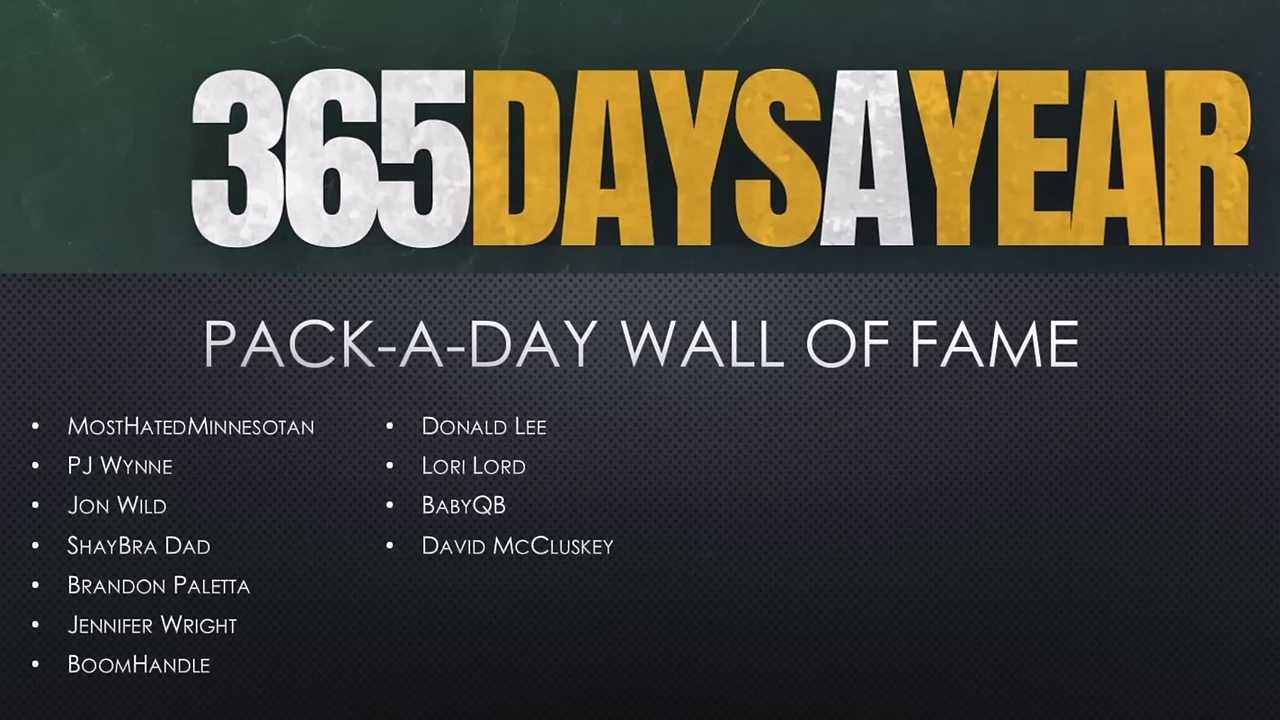 365DAYSAYEAR
PACK-A-DAY WALL OF FAME
• MOSTHATEDMINNESOTAN
• PJ WYNNE
• JON WILD
• SHAYBRA DAD
• BRANDON PALETTA
• JENNIFER WRIGHT
• BOOMHANDLE
• DONALD LEE
• LORI LORD
• BABYQB
• DAVID MCCLUSKEY